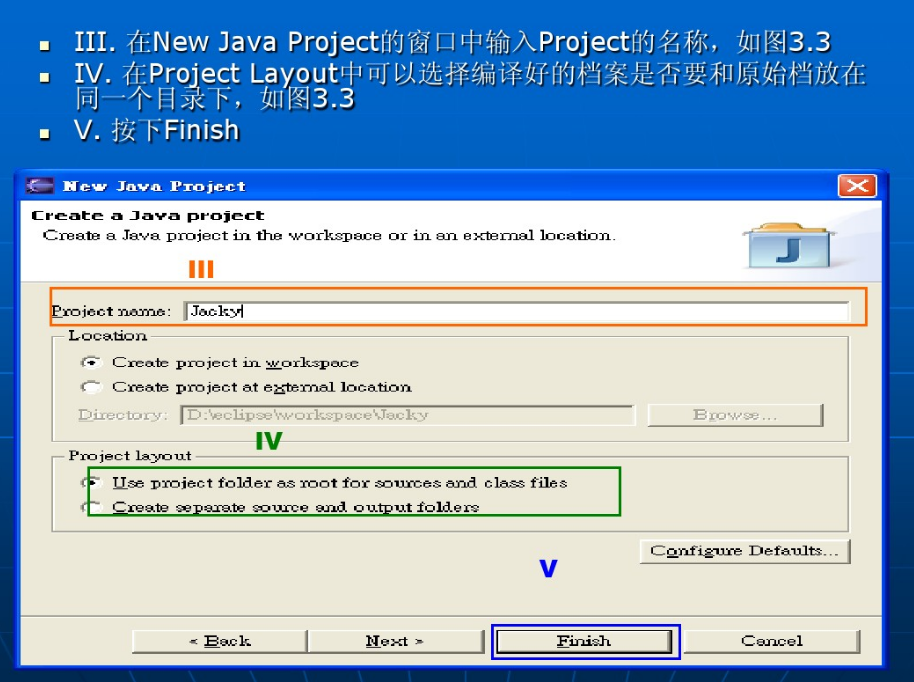 III. 在New Java Project的窗口中输入Project的名称，如图3.3
IV. 在Project Layout中可以选择编译好的档案是否要和原始档放在
同一个目录下，如图3.3
V. 按下Finish
New Java Project
Create a Java project
Create a Java project in the workspace or in an external location.
J
III
Project name: Jacky
Location
Create project in workspace
Create project at external location
Directory: D:\eclipse\workspace\Jacky Browse...
IV
Project layout
Use project folder as root for sources and class files
Create separate source and output folders
Configure Defaults...
V
< Back Next > Finish Cancel